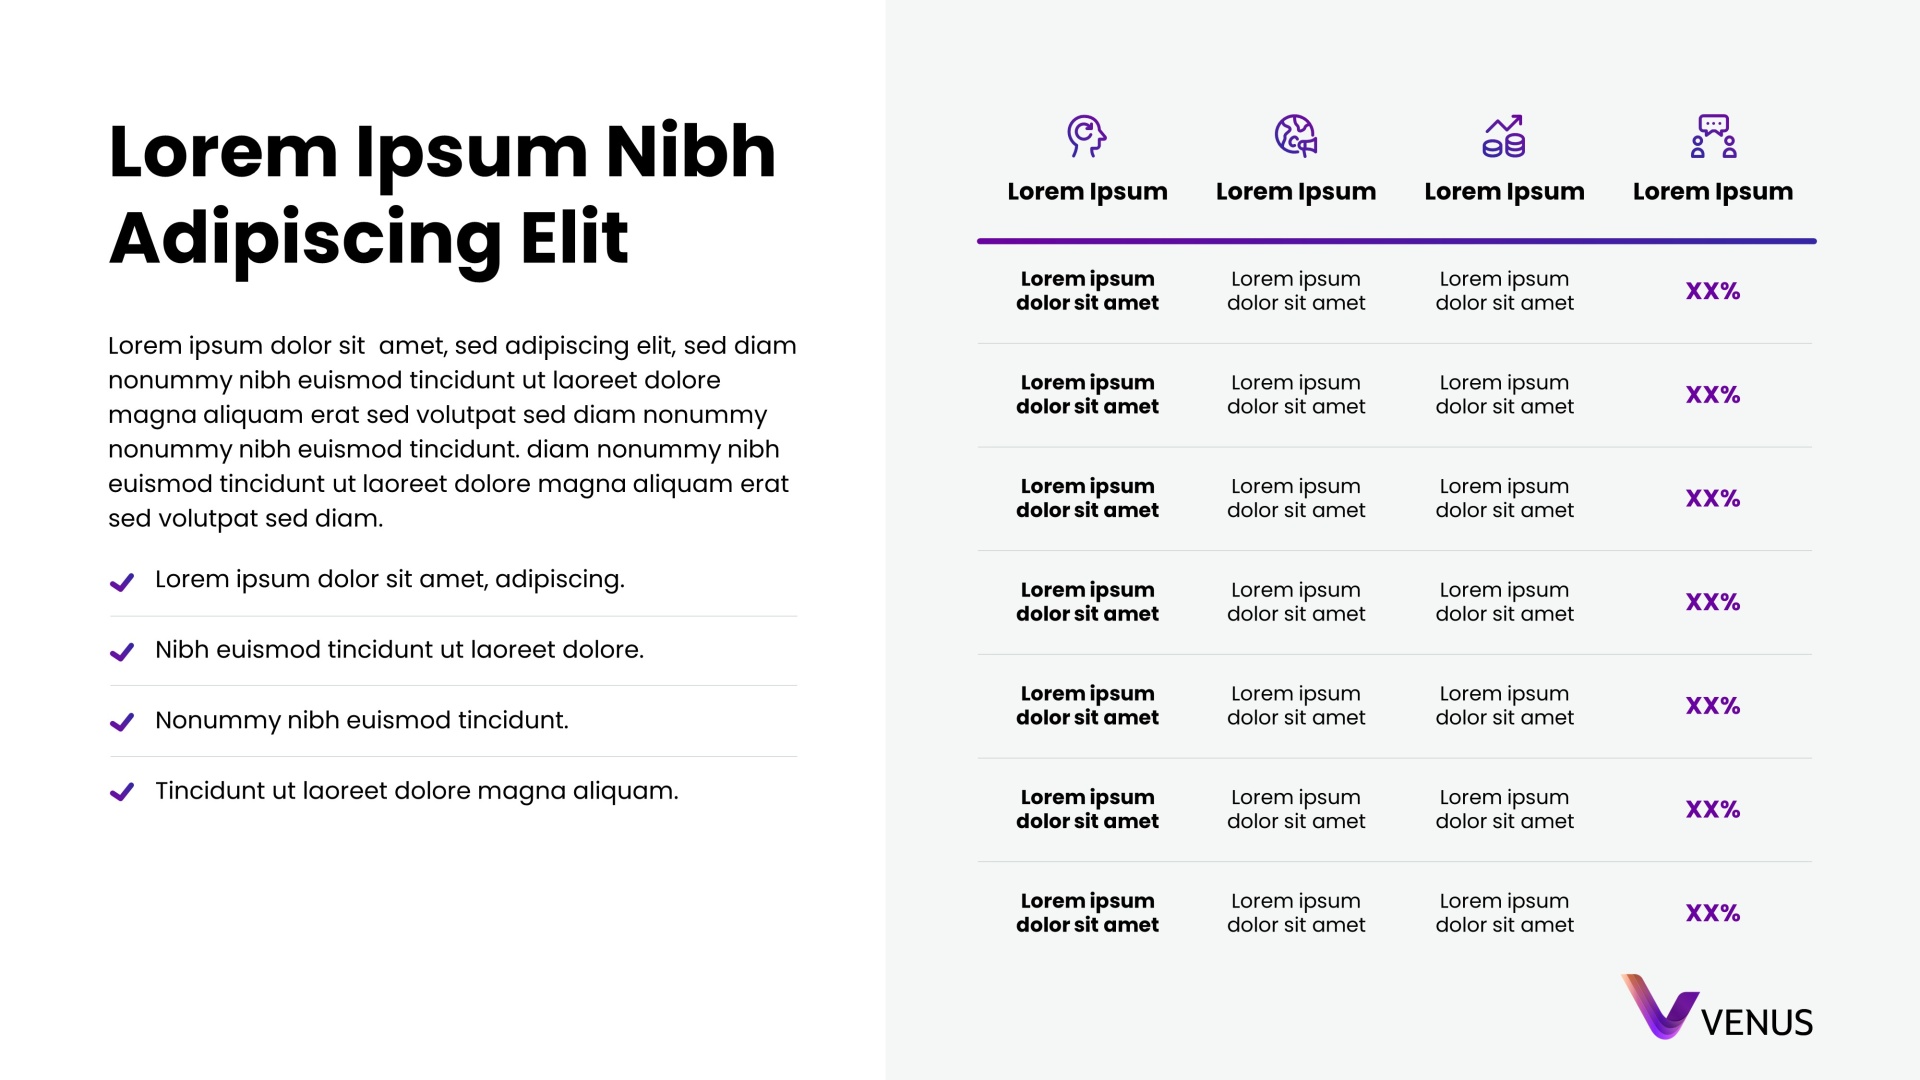 Lorem Ipsum Nibh
Adipiscing Elit
Lorem ipsum dolor sit  amet, sed adipiscing elit, sed diam
nonummy nibh euismod tincidunt ut laoreet dolore
magna aliquam erat sed volutpat sed diam nonummy
nonummy nibh euismod tincidunt. diam nonummy nibh
euismod tincidunt ut laoreet dolore magna aliquam erat
sed volutpat sed diam.
Lorem ipsum dolor sit amet, adipiscing.
Nibh euismod tincidunt ut laoreet dolore.
Nonummy nibh euismod tincidunt.
Tincidunt ut laoreet dolore magna aliquam.
Lorem Ipsum Lorem Ipsum Lorem Ipsum Lorem Ipsum
Lorem ipsum Lorem ipsum Lorem ipsum
dolor sit amet dolor sit amet dolor sit amet XX%
Lorem ipsum Lorem ipsum Lorem ipsum
dolor sit amet dolor sit amet dolor sit amet XX%
Lorem ipsum Lorem ipsum Lorem ipsum
dolor sit amet dolor sit amet dolor sit amet XX%
Lorem ipsum Lorem ipsum Lorem ipsum
dolor sit amet dolor sit amet dolor sit amet XX%
Lorem ipsum Lorem ipsum Lorem ipsum
dolor sit amet dolor sit amet dolor sit amet XX%
Lorem ipsum Lorem ipsum Lorem ipsum
dolor sit amet dolor sit amet dolor sit amet XX%
Lorem ipsum Lorem ipsum Lorem ipsum
dolor sit amet dolor sit amet dolor sit amet XX%
VENUS